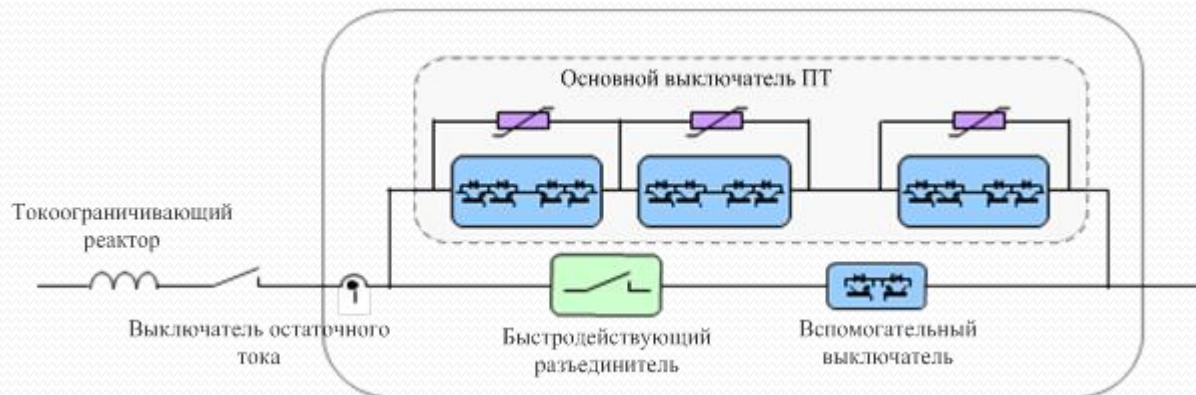 Основной выключатель ПТ
Токоограничивающий
реактор
Выключатель остаточного
тока
Быстродействующий
разъединитель
Вспомогательный
выключатель